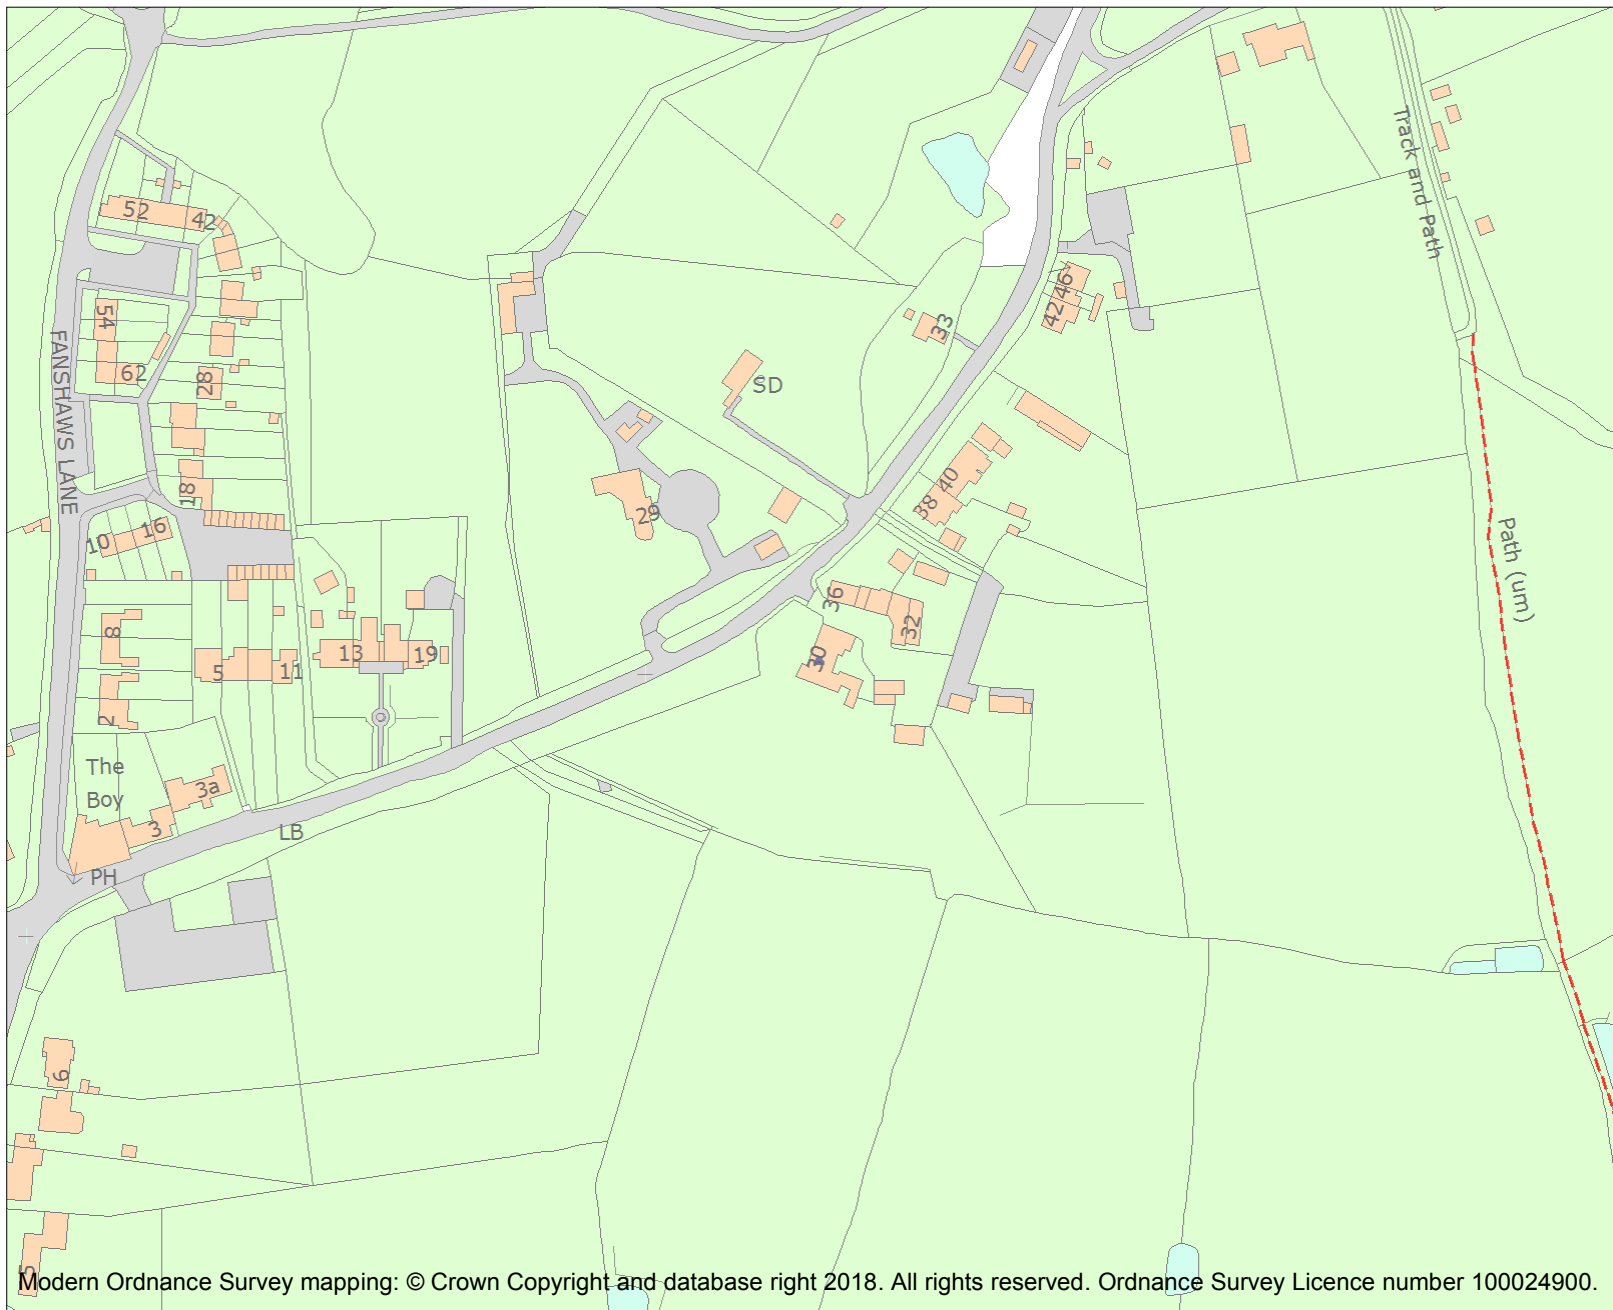 Track and Path
52
42
54
62
28
FANSHAWS LANE
18
10
16
8
2
5
11
13
19
29
SD
33
46
42
40
38
36
32
30
Path (um)
The
Boy
3a
3
LB
PH
6
5
Modern Ordnance Survey mapping: © Crown Copyright and database right 2018. All rights reserved. Ordnance Survey Licence number 100024900.